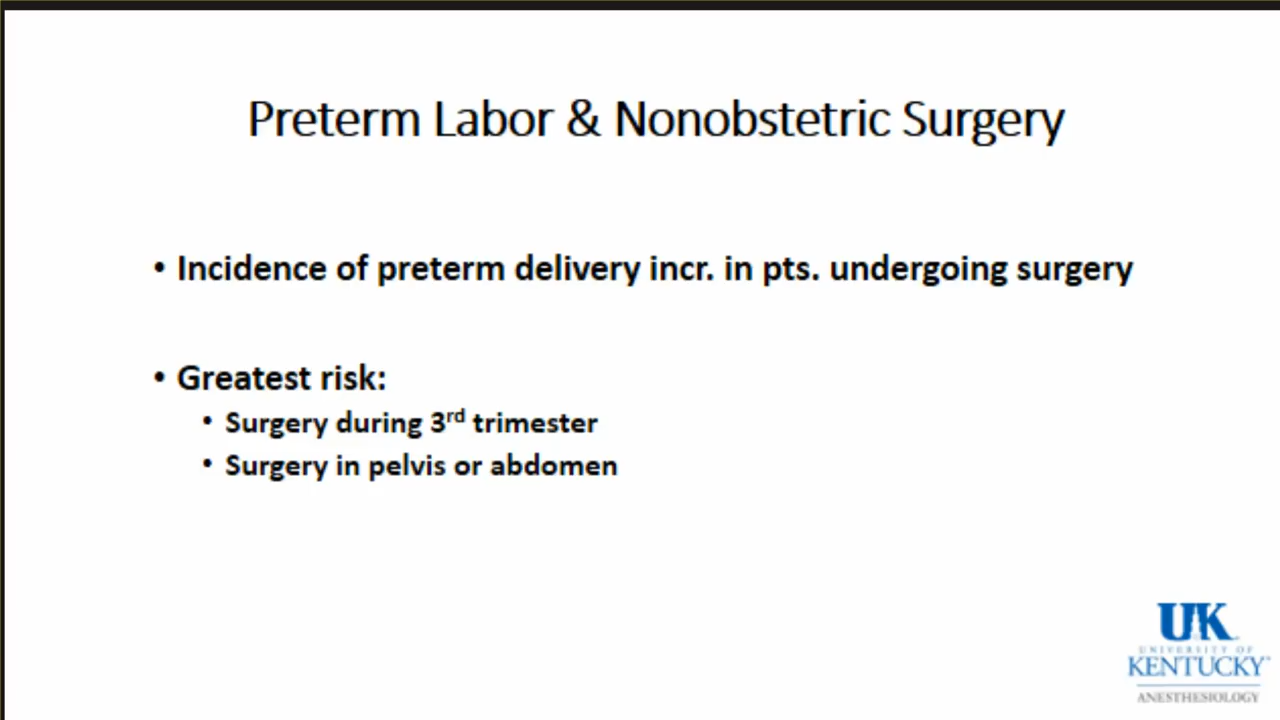 Preterm Labor & Nonobstetric Surgery
• Incidence of preterm delivery incr. in pts. undergoing surgery
• Greatest risk:
• Surgery during 3rd trimester
• Surgery in pelvis or abdomen
UK
UNIVERSITY OF
KENTUCKY
ANESTHESIOLOGY